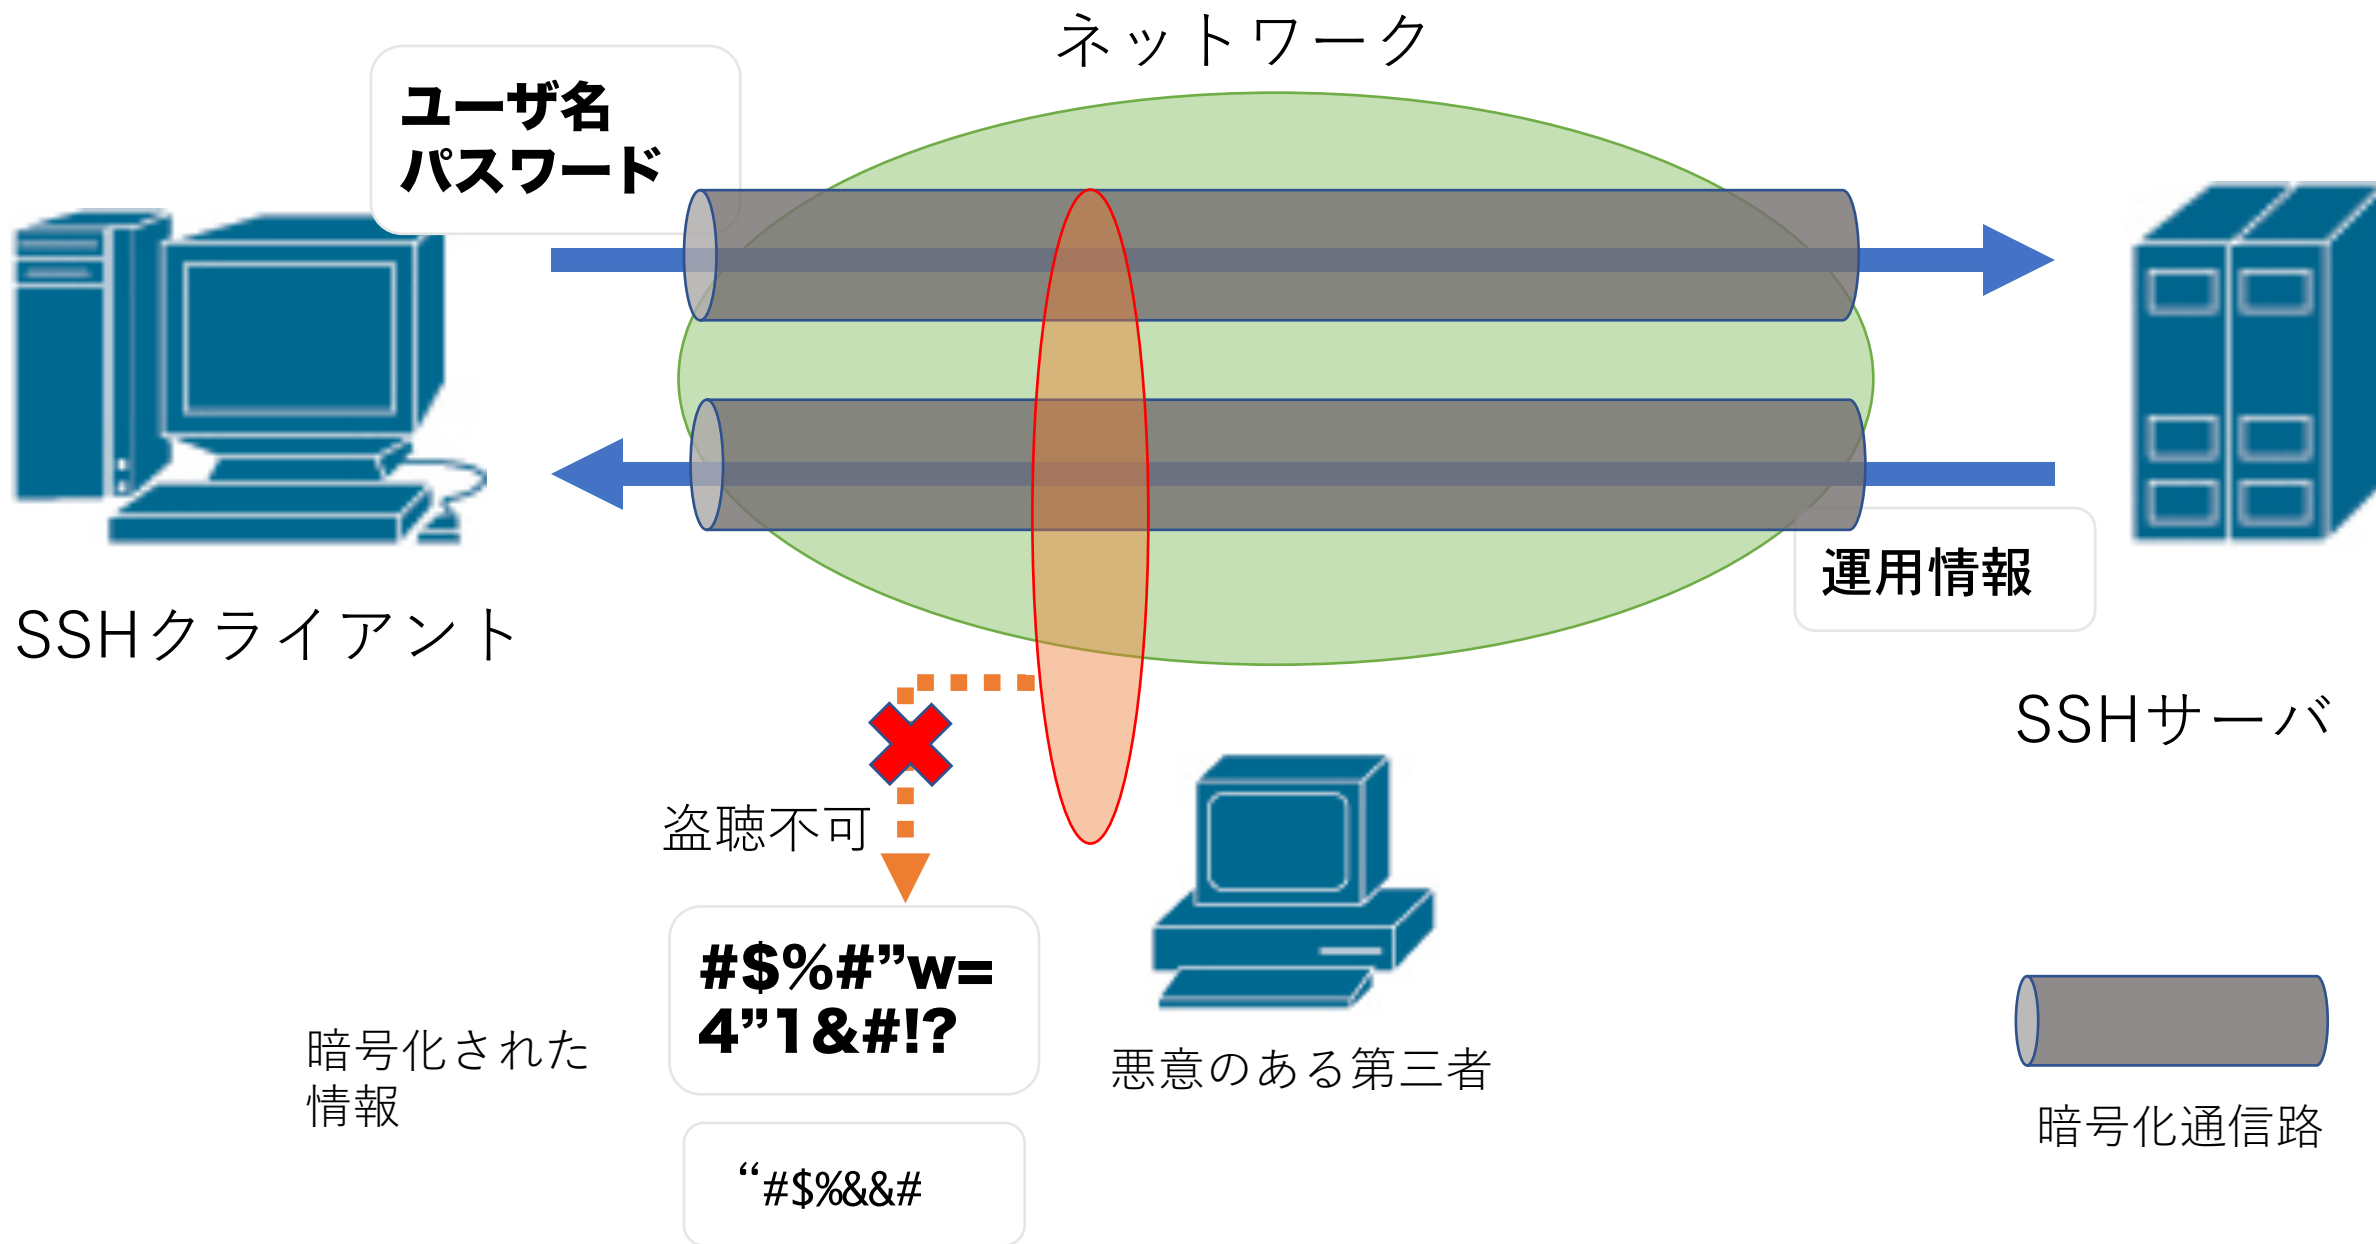 ネットワーク
ユーザ名
パスワード
運用情報
SSHクライアント
SSHサーバ
盗聴不可
#$%#”w=
4”1&#!?
暗号化された
情報
悪意のある第三者
暗号化通信路
“#$%&&#